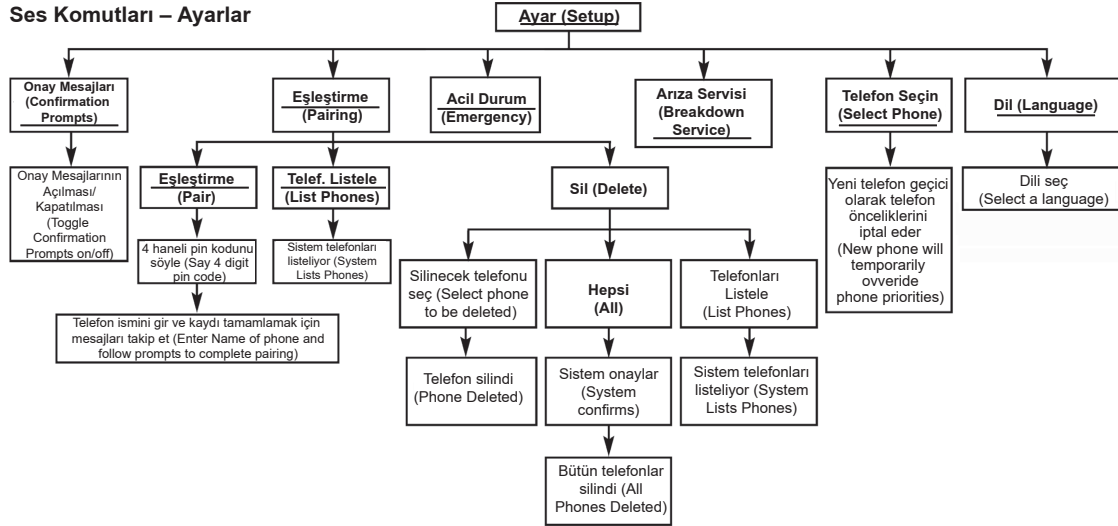 Ses Komutları – Ayarlar
Ayar (Setup)
Onay Mesajları
(Confirmation
Prompts)
Eşleştirme
(Pairing)
Acil Durum
(Emergency)
Arıza Servisi
(Breakdown
Service)
Telefon Seçin
(Select Phone)
Dil (Language)
Onay Mesajlarının
Açılması/
Kapatılması
(Toggle
Confirmation
Prompts on/off)
Eşleştirme
(Pair)
Telef. Listele
(List Phones)
Sil (Delete)
Yeni telefon geçici
olarak telefon
önceliklerini
iptal eder
(New phone will
temporarily
ovveride
phone priorities)
Dili seç
(Select a language)
4 haneli pin kodunu
söyle (Say 4 digit
pin code)
Sistem telefonları
listeliyor (System
Lists Phones)
Silinecek telefonu
seç (Select phone
to be deleted)
Hepsi
(All)
Telefonları
Listele
(List Phones)
Telefon ismini gir ve kaydı tamamlamak için
mesajları takip et (Enter Name of phone and
follow prompts to complete pairing)
Telefon silindi
(Phone Deleted)
Sistem onaylar
(System
confirms)
Sistem telefonları
listeliyor (System
Lists Phones)
Bütün telefonlar
silindi (All
Phones Deleted)